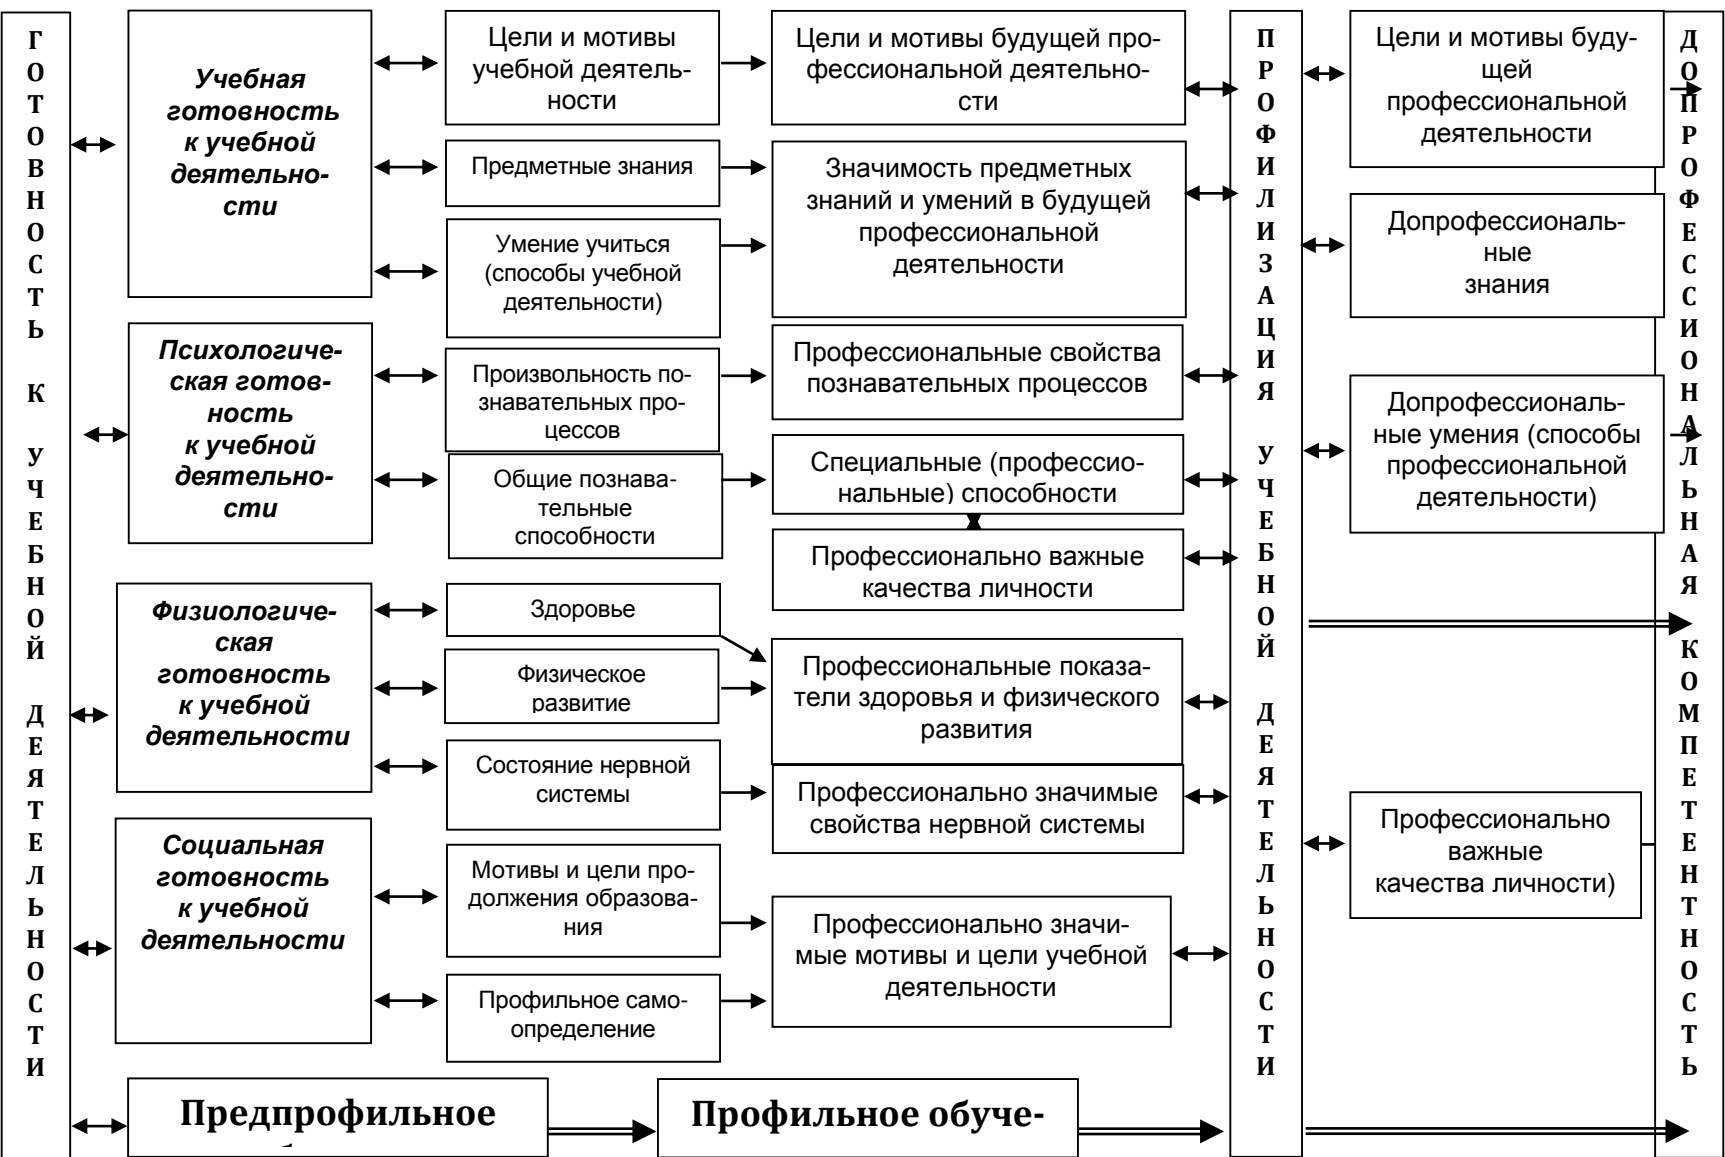 ГОТОВНОСТЬ К УЧЕБНОЙ ДЕЯТЕЛЬНОСТИ
Учебная
готовность
к учебной
деятельно-
сти
Психологиче-
ская готов-
ность
к учебной
деятельно-
сти
Физиологиче-
ская
готовность
к учебной
деятельности
Социальная
готовность
к учебной
деятельности
Цели и мотивы
учебной деятель-
ности
Предметные знания
Умение учиться
(способы учебной
деятельности)
Произвольность по-
знавательных про-
цессов
Общие познава-
тельные
способности
Здоровье
Физическое
развитие
Состояние нервной
системы
Мотивы и цели про-
должения образова-
ния
Профильное само-
определение
Цели и мотивы будущей про-
фессиональной деятельно-
сти
Значимость предметных
знаний и умений в будущей
профессиональной
деятельности
Профессиональные свойства
познавательных процессов
Специальные (профессио-
нальные) способности
Профессионально важные
качества личности
Профессиональные показа-
тели здоровья и физического
развития
Профессионально значимые
свойства нервной системы
Профессионально значи-
мые мотивы и цели учебной
деятельности
ПРОФИЛИЗАЦИЯ УЧЕБНОЙ ДЕЯТЕЛЬНОСТИ
Цели и мотивы буду-
щей
профессиональной
деятельности
Допрофессиональ-
ные
знания
Допрофессиональ-
ные умения (способы
профессиональной
деятельности)
Профессионально
важные
качества личности)
ДОПРОФЕССИОНАЛЬНАЯ КОМПЕТЕНТНОСТЬ
Предпрофильное
Профильное обуче-